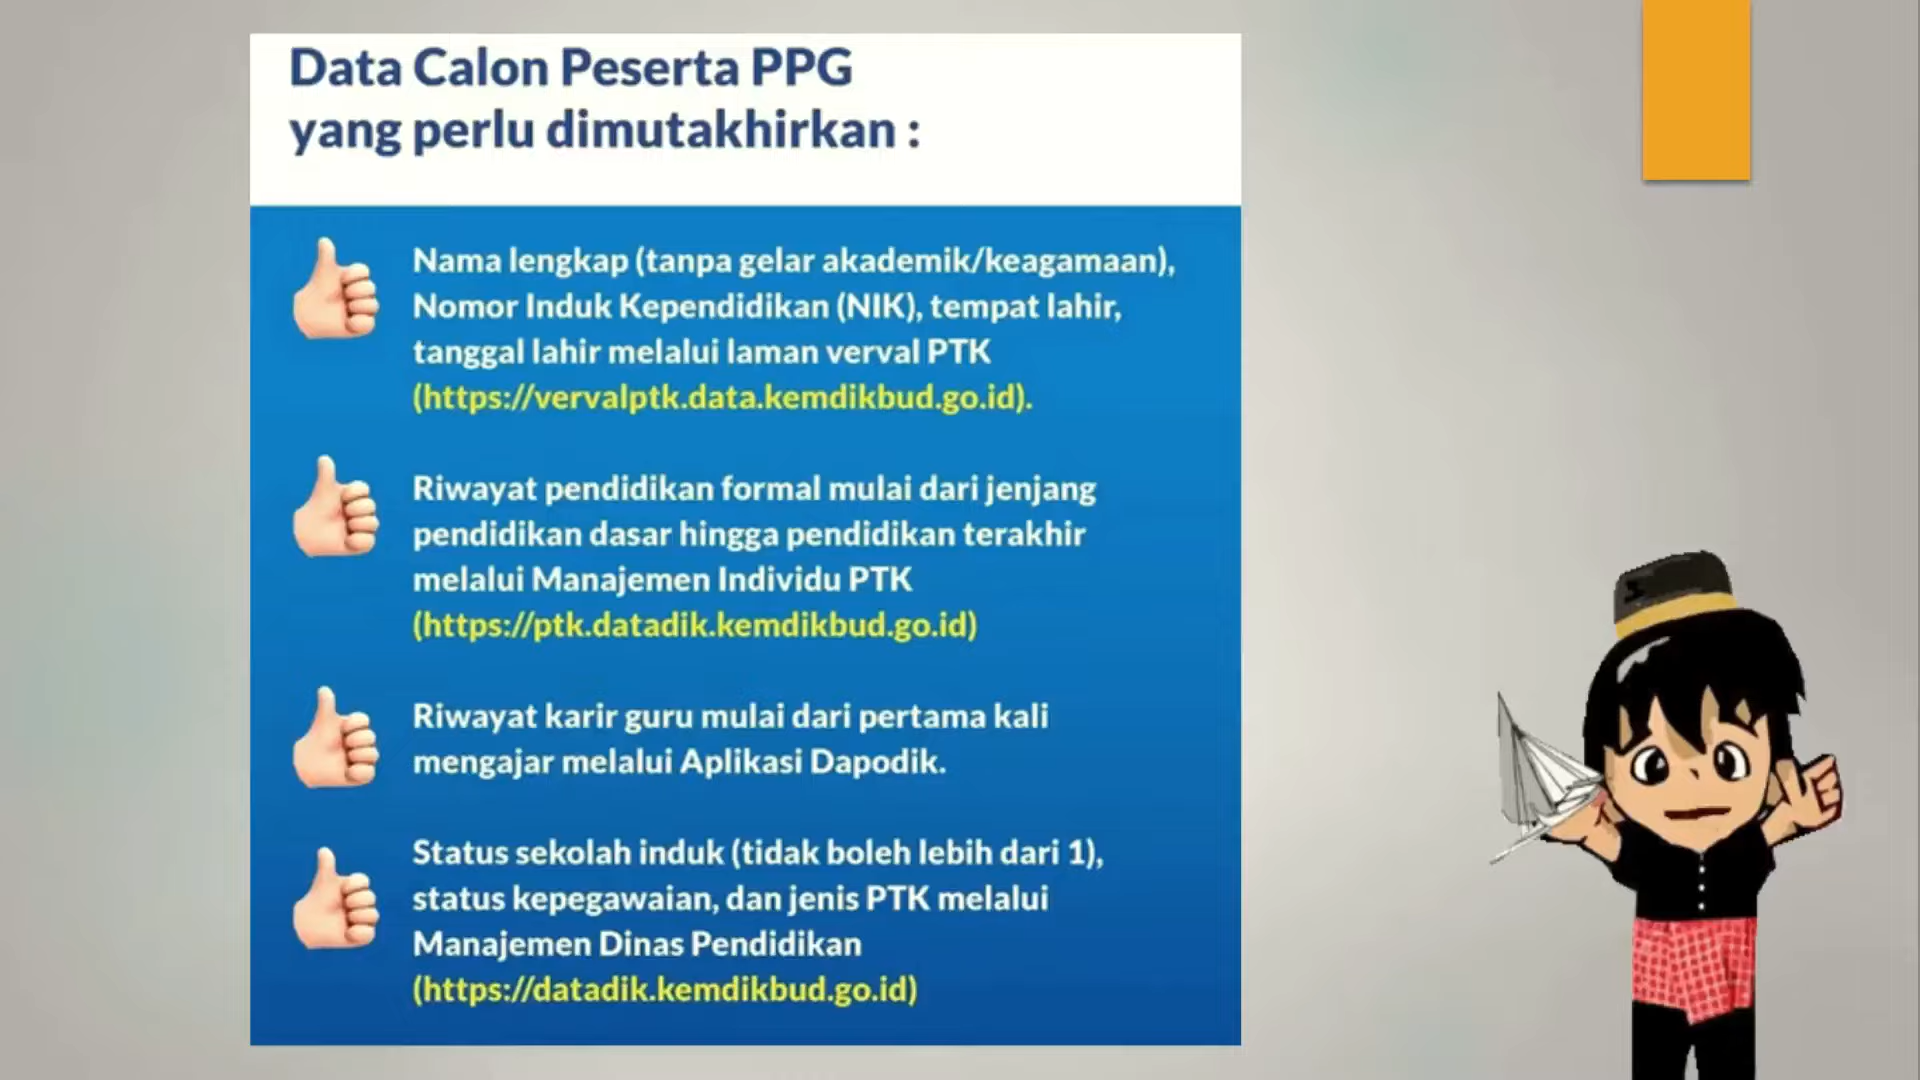 Data Calon Peserta PPG
yang perlu dimutakhirkan :
Nama lengkap (tanpa gelar akademik/keagamaan),
Nomor Induk Kependidikan (NIK), tempat lahir,
tanggal lahir melalui laman verval PTK
(https://vervalptk.data.kemdikbud.go.id).
Riwayat pendidikan formal mulai dari jenjang
pendidikan dasar hingga pendidikan terakhir
melalui Manajemen Individu PTK
(https://ptk.datadik.kemdikbud.go.id)
Riwayat karir guru mulai dari pertama kali
mengajar melalui Aplikasi Dapodik.
Status sekolah induk (tidak boleh lebih dari 1),
status kepegawaian, dan jenis PTK melalui
Manajemen Dinas Pendidikan
(https://datadik.kemdikbud.go.id)